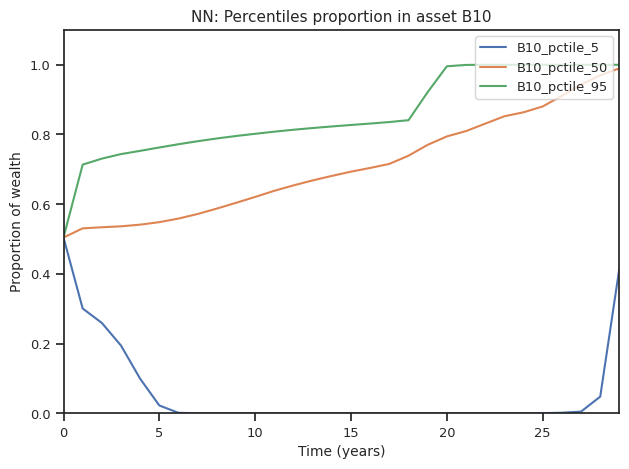 NN: Percentiles proportion in asset B10
B10_pctile_5
B10_pctile_50
B10_pctile_95
Proportion of wealth
1.0
0.8
0.6
0.4
0.2
0.0
0 5 10 15 20 25
Time (years)